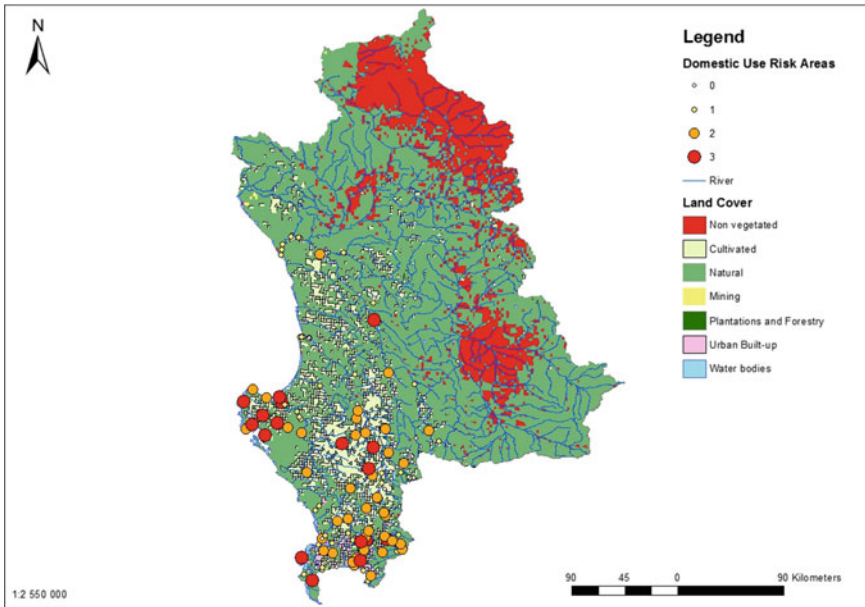 N
Legend
Domestic Use Risk Areas
0
1
2
3
River
Land Cover
Non vegetated
Cultivated
Natural
Mining
Plantations and Forestry
Urban Built-up
Water bodies
1:2 550 000
90 45 0 90 Kilometers